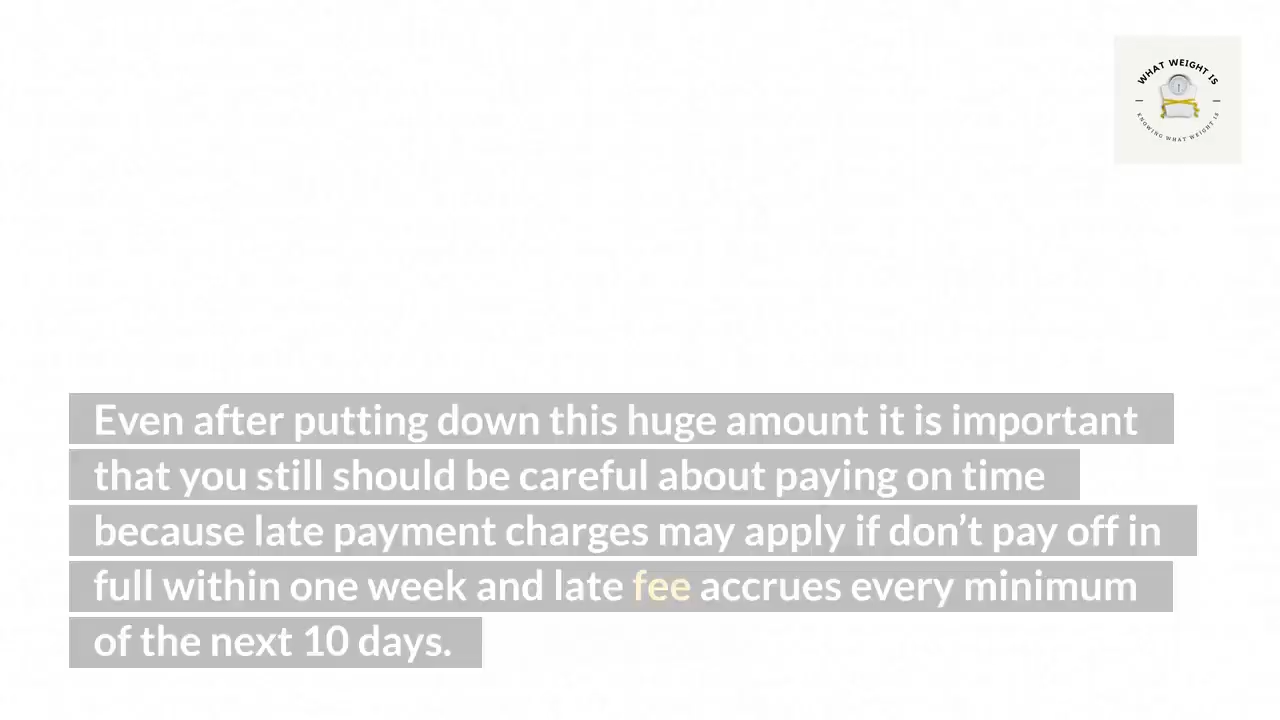 WHAT WEIGHT IS
KNOWING WHAT WEIGHT IS
Even after putting down this huge amount it is important
that you still should be careful about paying on time
because late payment charges may apply if don’t pay off in
full within one week and late fee accrues every minimum
of the next 10 days.